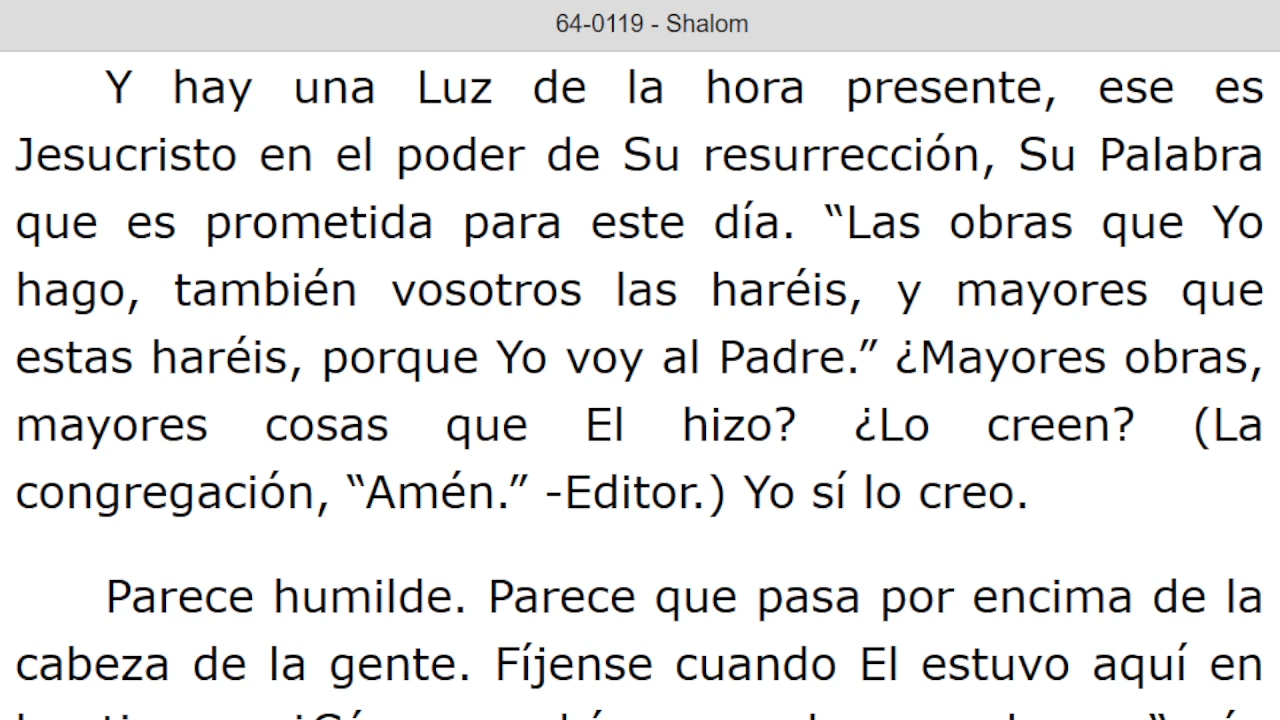 64-0119 - Shalom
Y hay una Luz de la hora presente, ese es
Jesucristo en el poder de Su resurrección, Su Palabra
que es prometida para este día. “Las obras que Yo
hago, también vosotros las haréis, y mayores que
estas haréis, porque Yo voy al Padre.” ¿Mayores obras,
mayores cosas que El hizo? ¿Lo creen? (La
congregación, “Amén.” -Editor.) Yo sí lo creo.
Parece humilde. Parece que pasa por encima de la
cabeza de la gente. Fíjense cuando El estuvo aquí en